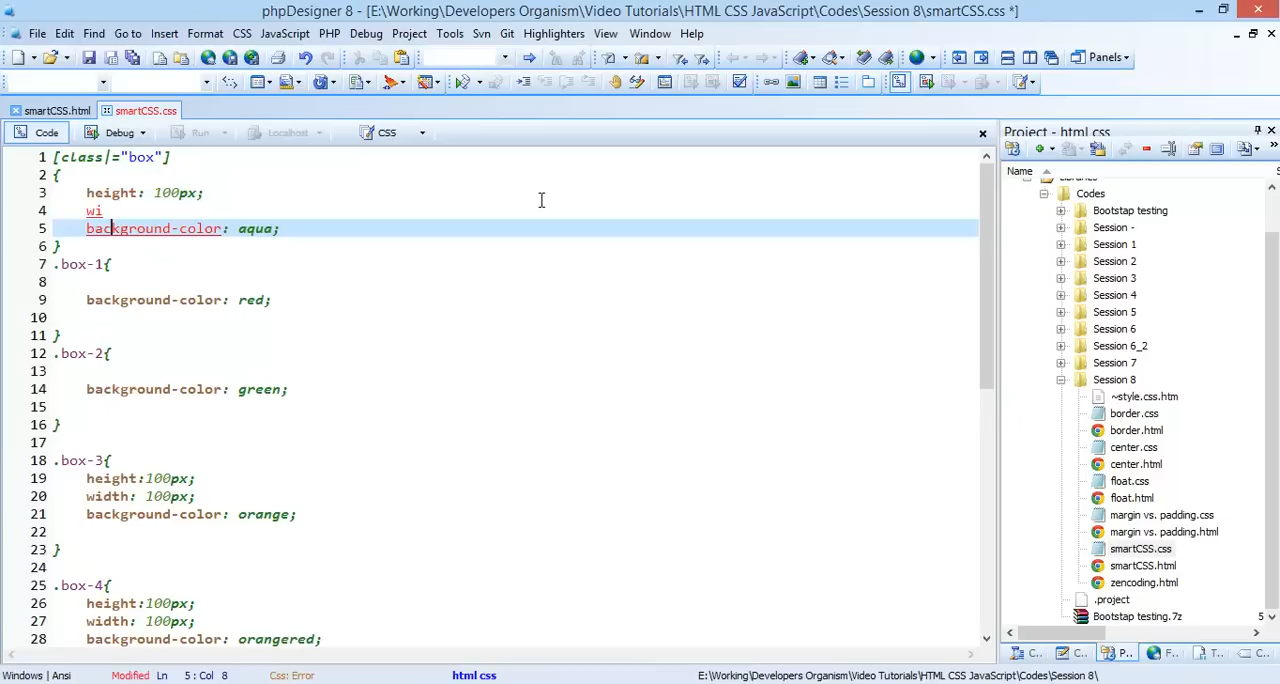 phpDesigner 8 - [E:\Working\Developers Organism\Video Tutorials\HTML CSS JavaScript\Codes\Session 8\smartCSS.css *]
File Edit Find Go to Insert Format CSS JavaScript PHP Debug Project Tools Svn Git Highlighters View Window Help
Panels
smartCSS.html smartCSS.css
Code Debug Run Localhost CSS
1 [class|="box"]
2 {
3 height: 100px;
4 wi
5 background-color: aqua;
6 }
7 .box-1{
8
9 background-color: red;
10
11 }
12 .box-2{
13
14 background-color: green;
15
16 }
17
18 .box-3{
19 height:100px;
20 width: 100px;
21 background-color: orange;
22
23 }
24
25 .box-4{
26 height:100px;
27 width: 100px;
28 background-color: orangered;
Project - html css
Name
Codes
Bootstap testing
Session -
Session 1
Session 2
Session 3
Session 4
Session 5
Session 6
Session 6_2
Session 7
Session 8
~style.css.htm
border.css
border.html
center.css
center.html
float.css
float.html
margin vs. padding.css
margin vs. padding.html
smartCSS.css
smartCSS.html
zencoding.html
.project
Bootstap testing.7z 5
C... C... P... F... T... C...
Windows | Ansi Modified Ln 5 : Col 8 Css: Error html css E:\Working\Developers Organism\Video Tutorials\HTML CSS JavaScript\Codes\Session 8\